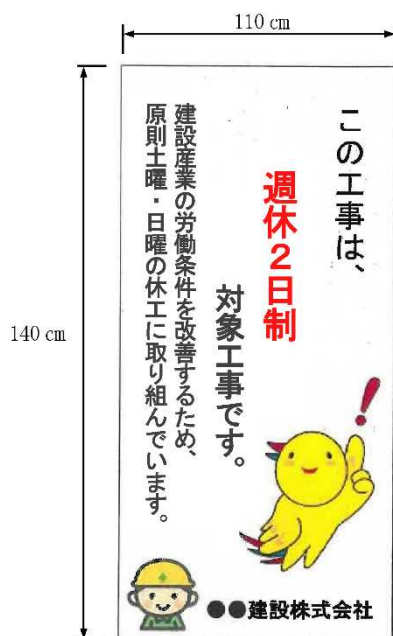 110 cm
140 cm
この工事は、
週休2日制
対象工事です。
建設産業の労働条件を改善するため、
原則土曜・日曜の休工に取り組んでいます。
●●建設株式会社